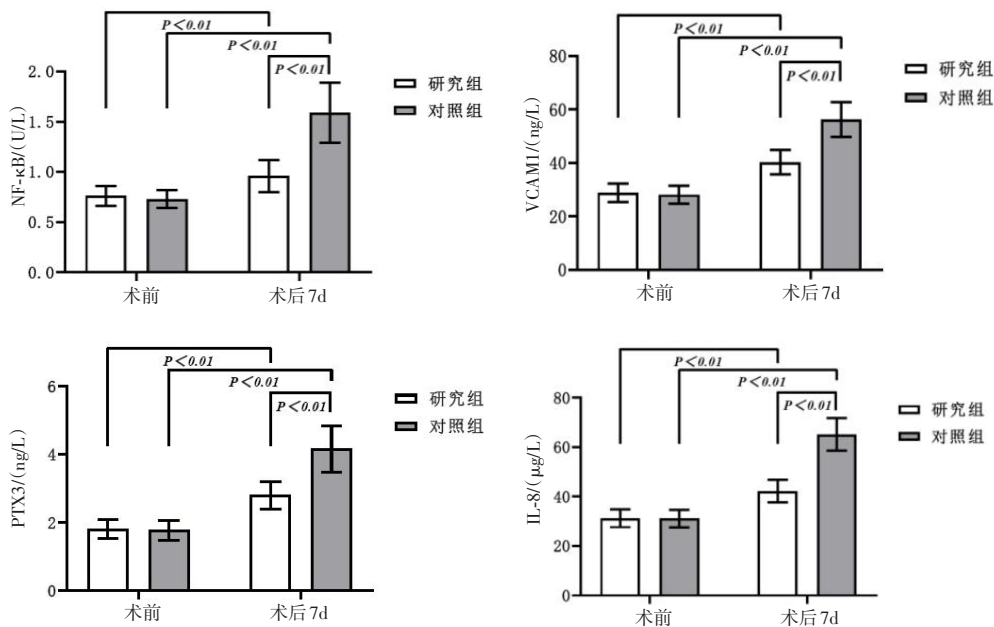 P<0.01
P<0.01
P<0.01
2.0
1.5
1.0
0.5
0.0
NF-κB/(U/L)
术前
术后7d
研究组
对照组
P<0.01
P<0.01
P<0.01
80
60
40
20
0
VCAM1/(ng/L)
术前
术后7d
研究组
对照组
P<0.01
P<0.01
P<0.01
6
4
2
0
PTX3/(ng/L)
术前
术后7d
研究组
对照组
P<0.01
P<0.01
P<0.01
80
60
40
20
0
IL-8/(μg/L)
术前
术后7d
研究组
对照组